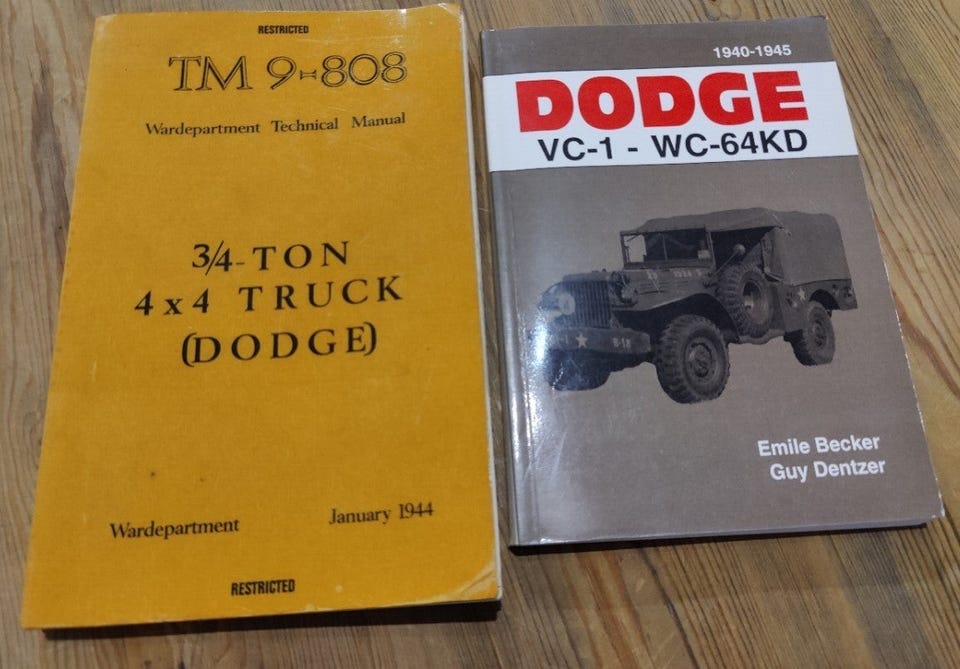 RESTRICTED
TM 9-808
Wardepartment Technical Manual
3/4-TON
4x4 TRUCK
(DODGE)
Wardepartment January 1944
RESTRICTED
1940-1945
DODGE
VC-1 - WC-64KD
Emile Becker
Guy Dentzer